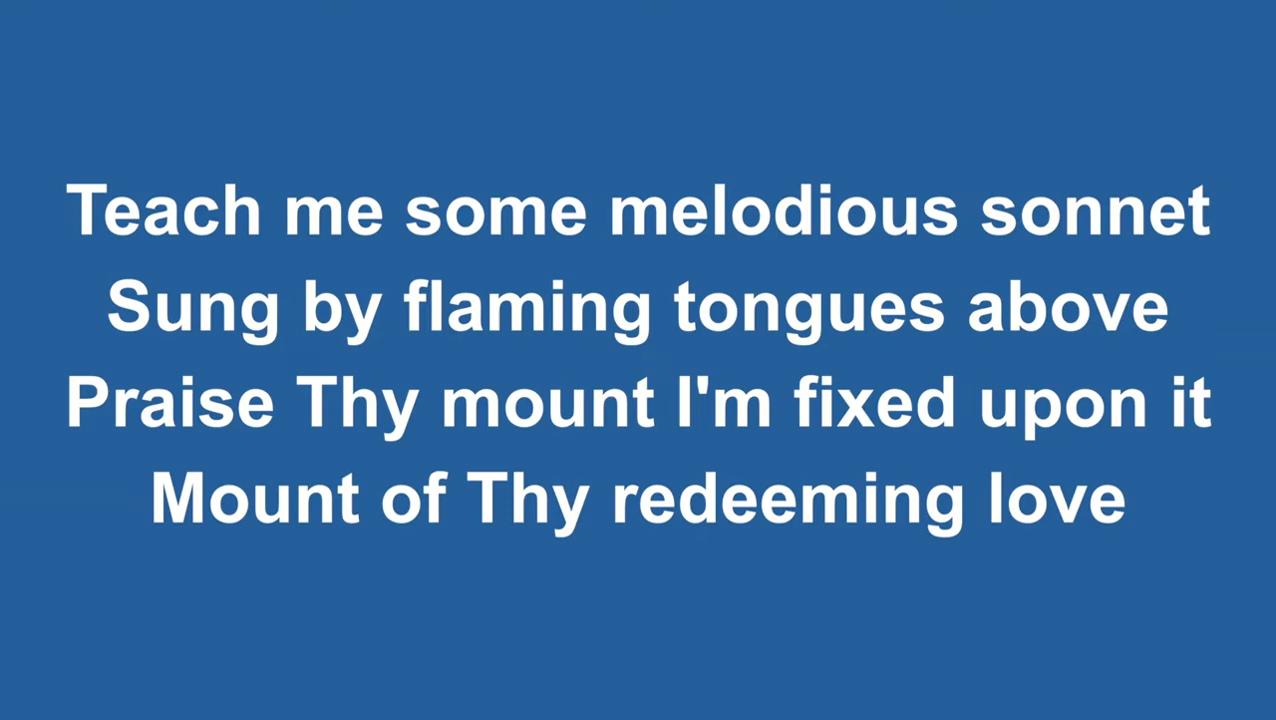 Teach me some melodious sonnet
Sung by flaming tongues above
Praise Thy mount I'm fixed upon it
Mount of Thy redeeming love